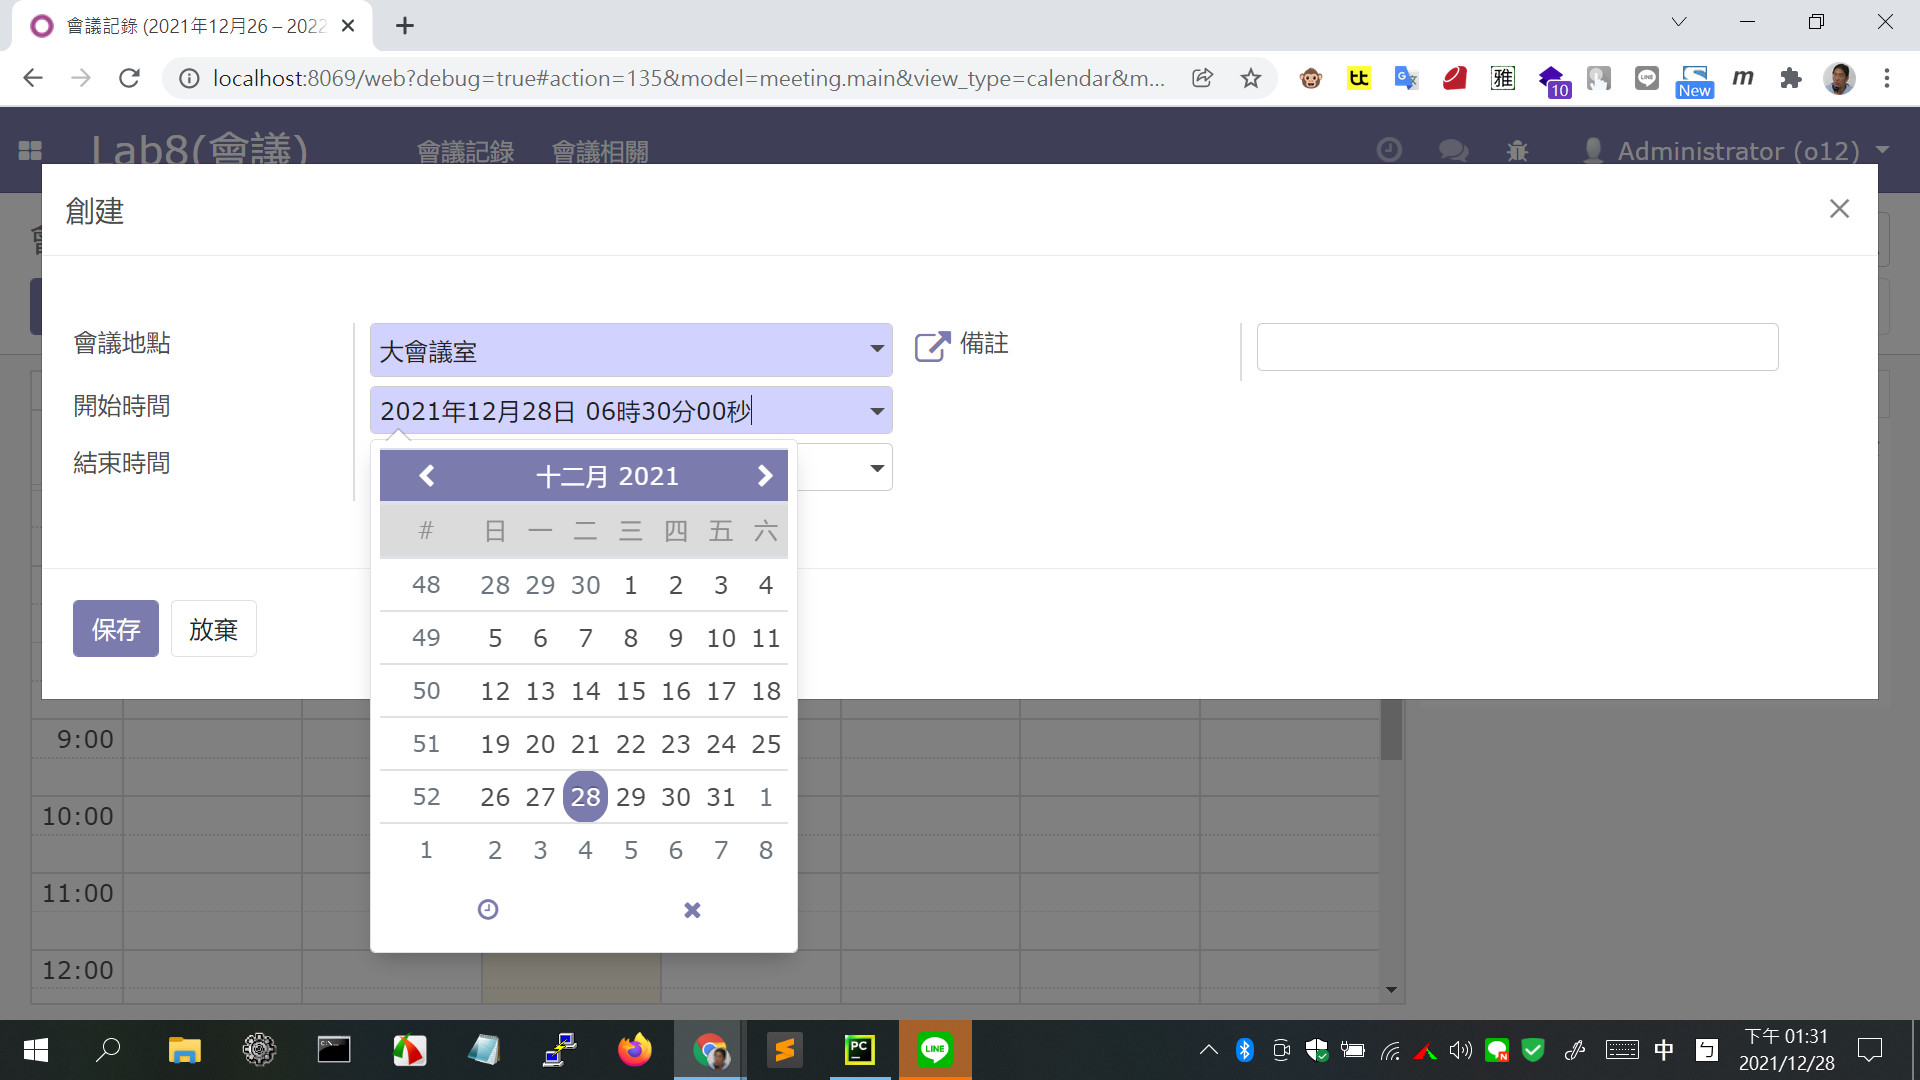 會議記錄 (2021年12月26 – 2022
localhost:8069/web?debug=true#action=135&model=meeting.main&view_type=calendar&m...
tt
雅
10
New
m
Lab8(會議)
會議記錄
會議相關
Administrator (o12)
創建
會議地點
大會議室
備註
開始時間
2021年12月28日 06時30分00秒
結束時間
十二月 2021
# 日 一 二 三 四 五 六
48 28 29 30 1 2 3 4
49 5 6 7 8 9 10 11
50 12 13 14 15 16 17 18
51 19 20 21 22 23 24 25
52 26 27 28 29 30 31 1
1 2 3 4 5 6 7 8
保存
放棄
9:00
10:00
11:00
12:00
PC
LINE
中
ㄅ
下午 01:31
2021/12/28